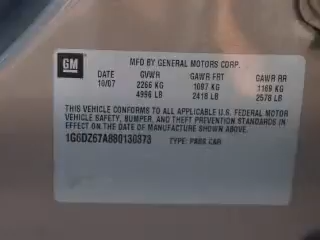 GM
MFD BY GENERAL MOTORS CORP.
DATE GVWR GAWR FRT GAWR RR
10/07 2266 KG 1097 KG 1169 KG
4996 LB 2418 LB 2578 LB
THIS VEHICLE CONFORMS TO ALL APPLICABLE U.S. FEDERAL MOTOR
VEHICLE SAFETY, BUMPER, AND THEFT PREVENTION STANDARDS IN
EFFECT ON THE DATE OF MANUFACTURE SHOWN ABOVE.
1G6DZ67A880130373 TYPE: PASS CAR